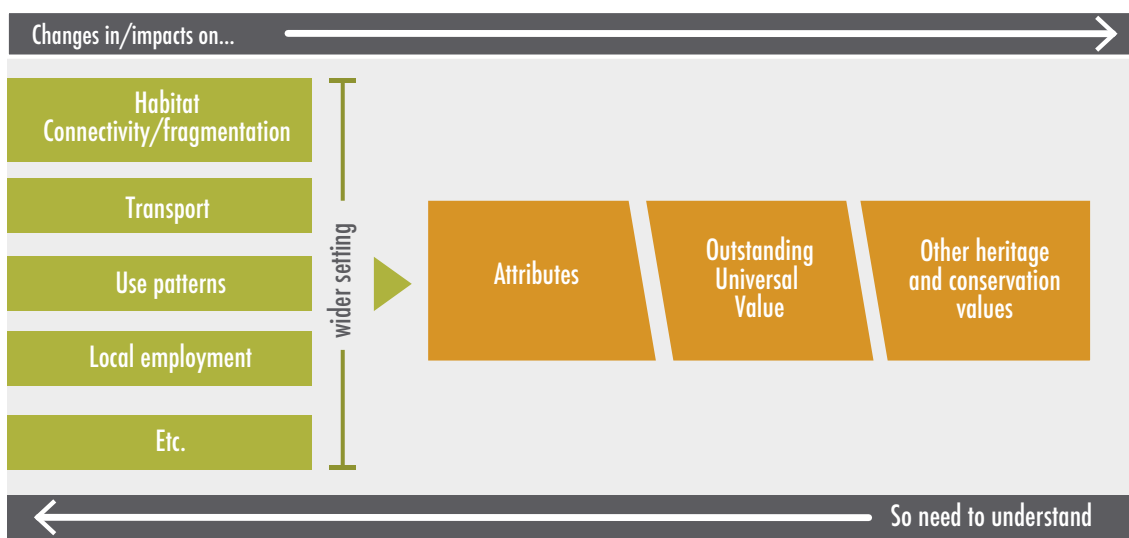 Changes in/impacts on...
Habitat
Connectivity/fragmentation
Transport
Use patterns
Local employment
Etc.
wider setting
Attributes
Outstanding
Universal
Value
Other heritage
and conservation
values
So need to understand